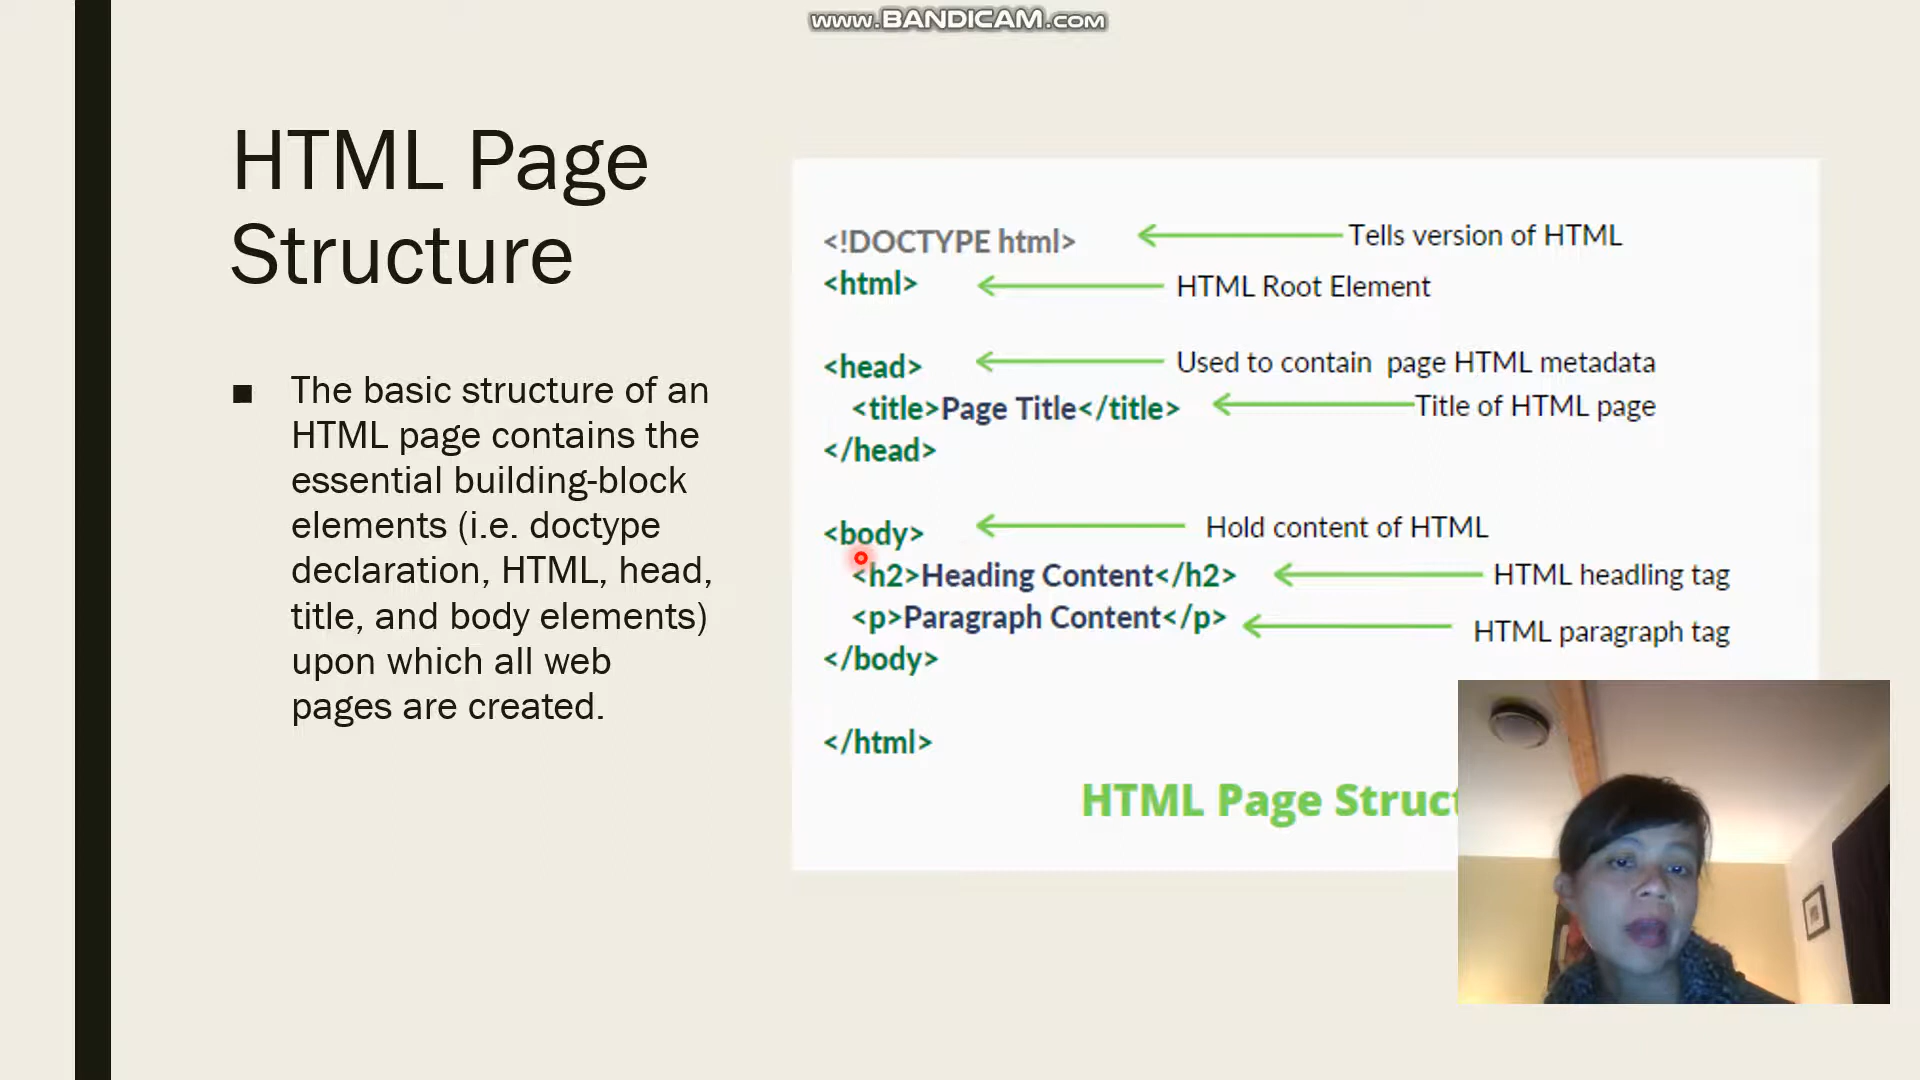 www.BANDICAM.com
HTML Page
Structure
■ The basic structure of an
HTML page contains the
essential building-block
elements (i.e. doctype
declaration, HTML, head,
title, and body elements)
upon which all web
pages are created.
<!DOCTYPE html> Tells version of HTML
<html> HTML Root Element
<head> Used to contain page HTML metadata
<title>Page Title</title> Title of HTML page
</head>
<body> Hold content of HTML
<h2>Heading Content</h2> HTML headling tag
<p>Paragraph Content</p> HTML paragraph tag
</body>
</html>
HTML Page Struct